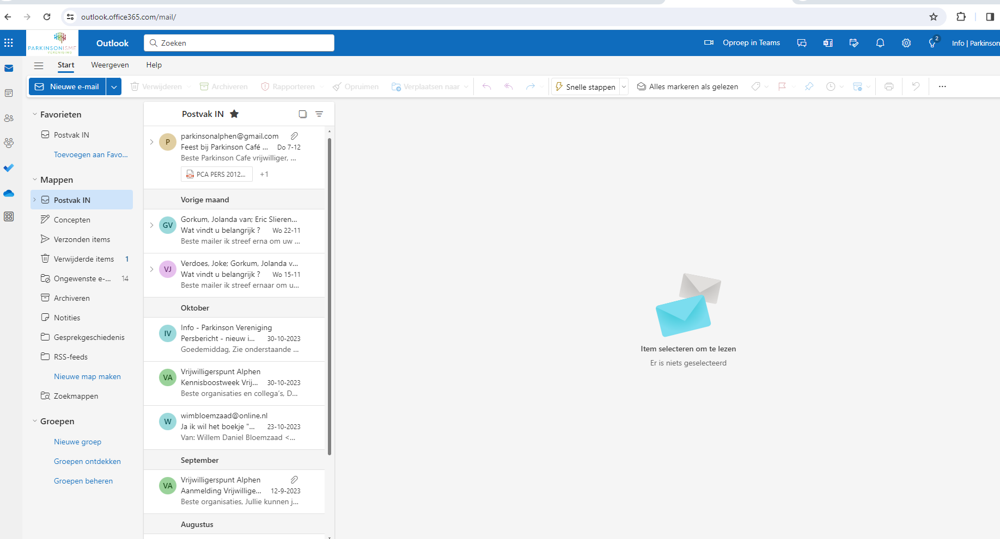 outlook.office365.com/mail/
PARKINSONISME
VERENIGING
Outlook
Zoeken
Oproep in Teams
2
Info | Parkinson
Start
Weergeven
Help
Nieuwe e-mail
Verwijderen
Archiveren
Rapporteren
Opruimen
Verplaatsen naar
Snelle stappen
Alles markeren als gelezen
Favorieten
Postvak IN
Toevoegen aan Favo...
Mappen
Postvak IN
Concepten
Verzonden items
Verwijderde items 1
Ongewenste e-... 14
Archiveren
Notities
Gesprekgeschiedenis
RSS-feeds
Nieuwe map maken
Zoekmappen
Groepen
Nieuwe groep
Groepen ontdekken
Groepen beheren
Postvak IN
P
parkinsonalphen@gmail.com
Feest bij Parkinson Café ... Do 7-12
Beste Parkinson Cafe vrijwilliger, ...
PCA PERS 2012... +1
Vorige maand
GV
Gorkum, Jolanda van; Eric Slieren...
Wat vindt u belangrijk ? Wo 22-11
Beste mailer ik streef erna om uw ...
VJ
Verdoes, Joke; Gorkum, Jolanda v...
Wat vindt u belangrijk ? Wo 15-11
Beste mailer ik streef ernaar om u...
Oktober
IV
Info - Parkinson Vereniging
Persbericht - nieuw i... 30-10-2023
Goedemiddag, Zie onderstaande ...
VA
Vrijwilligerspunt Alphen
Kennisboostweek Vrij... 30-10-2023
Beste organisaties en collega's, D...
W
wimbloemzaad@online.nl
Ja ik wil het boekje "... 23-10-2023
Van: Willem Daniel Bloemzaad <...
September
VA
Vrijwilligerspunt Alphen
Aanmelding Vrijwillige... 12-9-2023
Beste organisaties, Jullie kunnen j...
Augustus
Item selecteren om te lezen
Er is niets geselecteerd